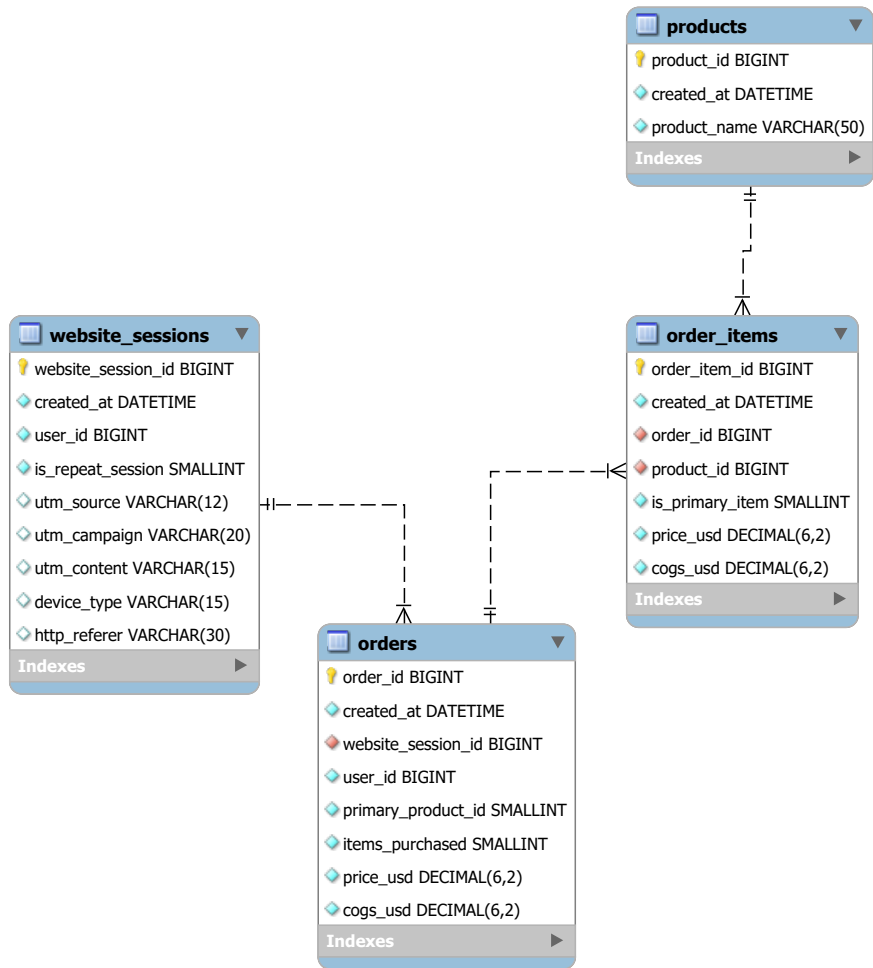 products
product_id BIGINT
created_at DATETIME
product_name VARCHAR(50)
Indexes
website_sessions
website_session_id BIGINT
created_at DATETIME
user_id BIGINT
is_repeat_session SMALLINT
utm_source VARCHAR(12)
utm_campaign VARCHAR(20)
utm_content VARCHAR(15)
device_type VARCHAR(15)
http_referer VARCHAR(30)
Indexes
order_items
order_item_id BIGINT
created_at DATETIME
order_id BIGINT
product_id BIGINT
is_primary_item SMALLINT
price_usd DECIMAL(6,2)
cogs_usd DECIMAL(6,2)
Indexes
orders
order_id BIGINT
created_at DATETIME
website_session_id BIGINT
user_id BIGINT
primary_product_id SMALLINT
items_purchased SMALLINT
price_usd DECIMAL(6,2)
cogs_usd DECIMAL(6,2)
Indexes